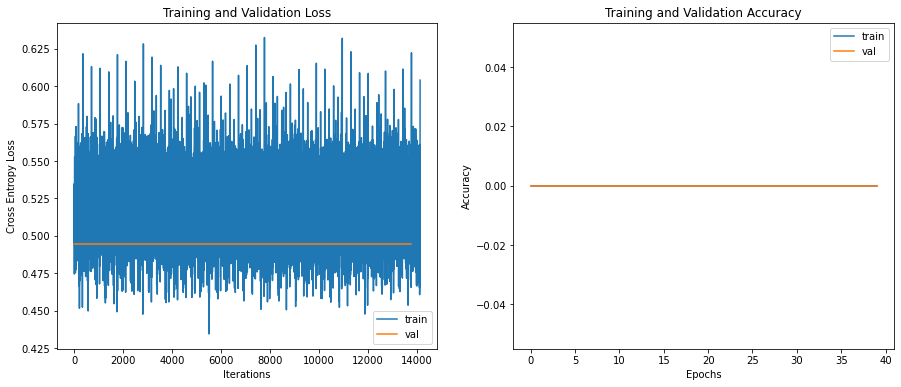 Training and Validation Loss
Cross Entropy Loss
0.625
0.600
0.575
0.550
0.525
0.500
0.475
0.450
0.425
train
val
0 2000 4000 6000 8000 10000 12000 14000
Iterations
Training and Validation Accuracy
Accuracy
0.04
0.02
0.00
−0.02
−0.04
train
val
0 5 10 15 20 25 30 35 40
Epochs